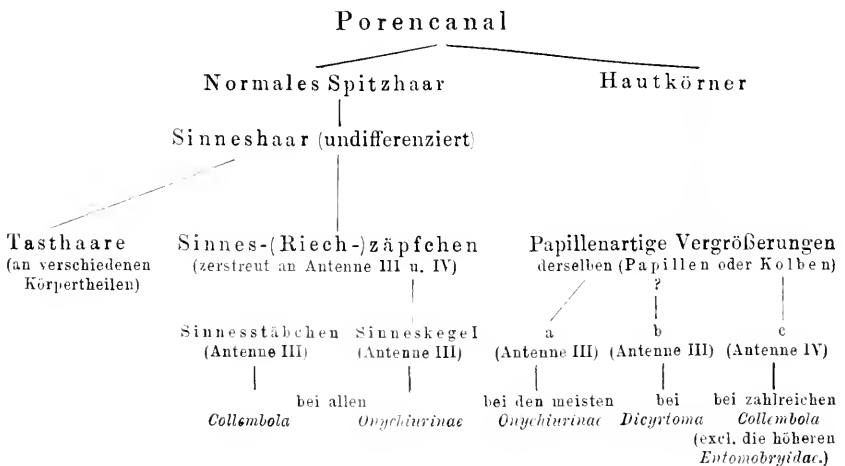 Porencanal
Normales Spitzhaar Hautkörner
Sinneshaar (undifferenziert)
Tasthaare Sinnes-(Riech-)zäpfchen Papillenartige Vergrößerungen
(an verschiedenen (zerstreut an Antenne III u. IV) derselben (Papillen oder Kolben)
Körpertheilen) ?
Sinnesstäbchen Sinneskegel a b c
(Antenne III) (Antenne III) (Antenne III) (Antenne III) (Antenne IV)
bei allen bei den meisten bei bei zahlreichen
Collembola Onychiurinae Onychiurinae Dicyrtoma Collembola
(excl. die höheren
Entomobryidae.)